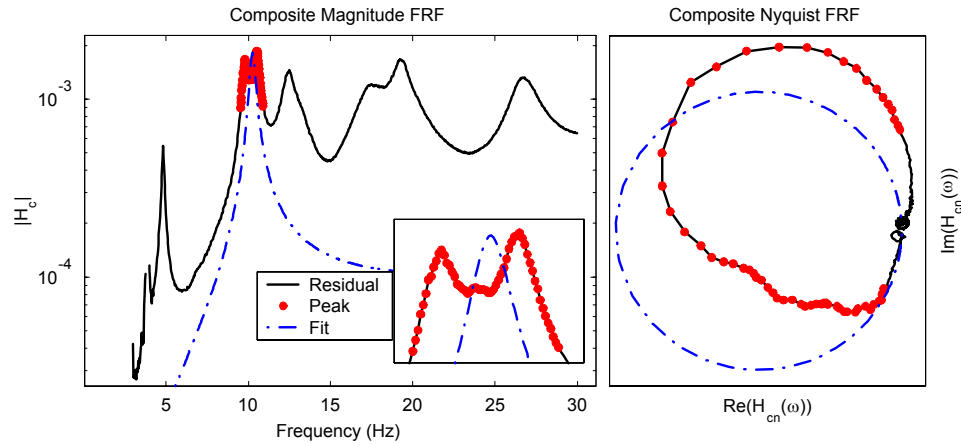 Composite Magnitude FRF
Composite Nyquist FRF
10^-3
10^-4
|H_c|
Residual
Peak
Fit
5 10 15 20 25 30
Frequency (Hz)
Re(H_cn(ω))
Im(H_cn(ω))